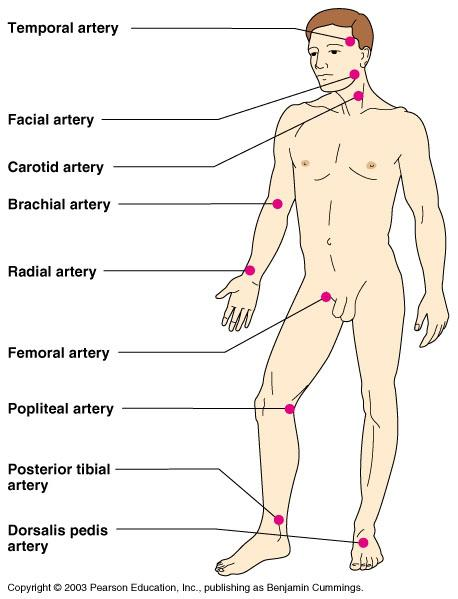 Temporal artery
Facial artery
Carotid artery
Brachial artery
Radial artery
Femoral artery
Popliteal artery
Posterior tibial
artery
Dorsalis pedis
artery
Copyright © 2003 Pearson Education, Inc., publishing as Benjamin Cummings.